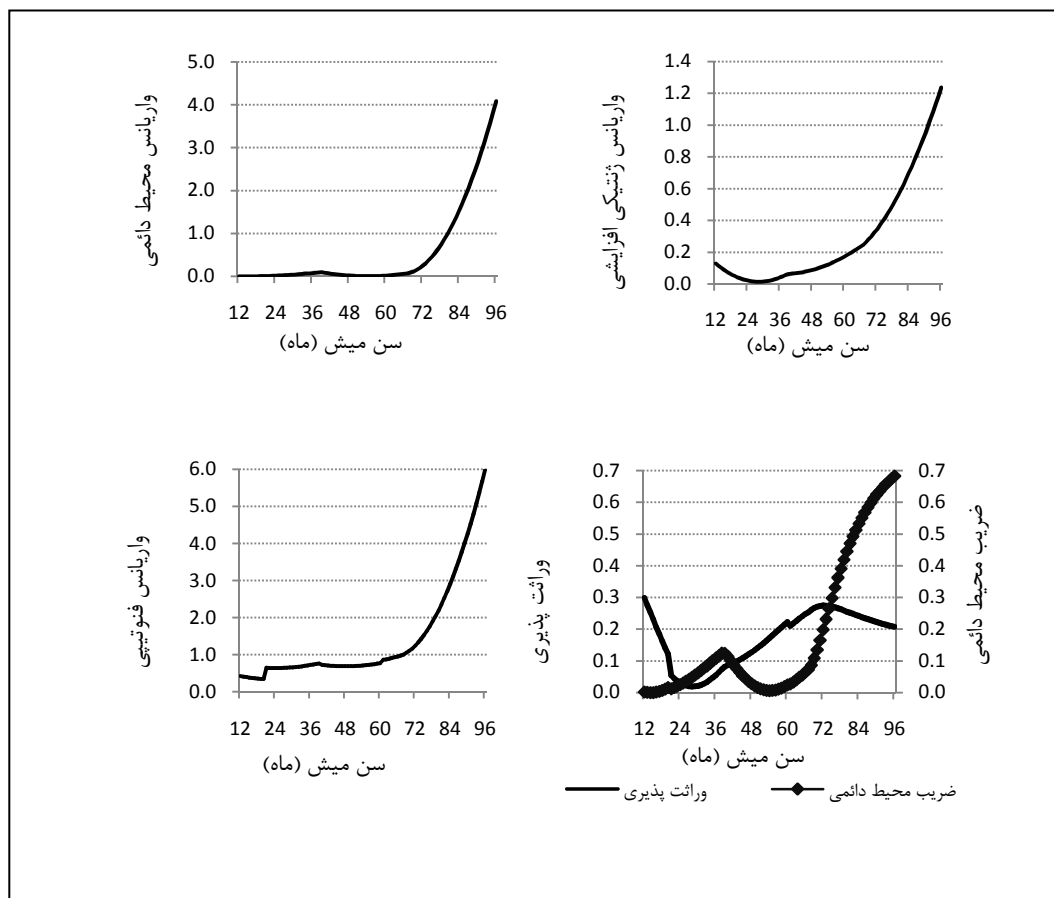 واریانس محیط دائمی
5.0
4.0
3.0
2.0
1.0
0.0
12 24 36 48 60 72 84 96
سن میش (ماه)
واریانس ژنتیکی افزایشی
1.4
1.2
1.0
0.8
0.6
0.4
0.2
0.0
12 24 36 48 60 72 84 96
سن میش (ماه)
واریانس فنوتیپی
6.0
5.0
4.0
3.0
2.0
1.0
0.0
12 24 36 48 60 72 84 96
سن میش (ماه)
وراثت پذیری
0.7
0.6
0.5
0.4
0.3
0.2
0.1
0.0
0.7
0.6
0.5
0.4
0.3
0.2
0.1
0.0
ضریب محیط دائمی
12 24 36 48 60 72 84 96
سن میش (ماه)
وراثت پذیری
ضریب محیط دائمی